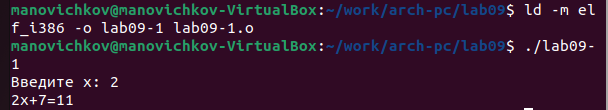 manovichkov@manovichkov-VirtualBox:~/work/arch-pc/lab09$ ld -m el
f_i386 -o lab09-1 lab09-1.o
manovichkov@manovichkov-VirtualBox:~/work/arch-pc/lab09$ ./lab09-
1
Введите x: 2
2x+7=11